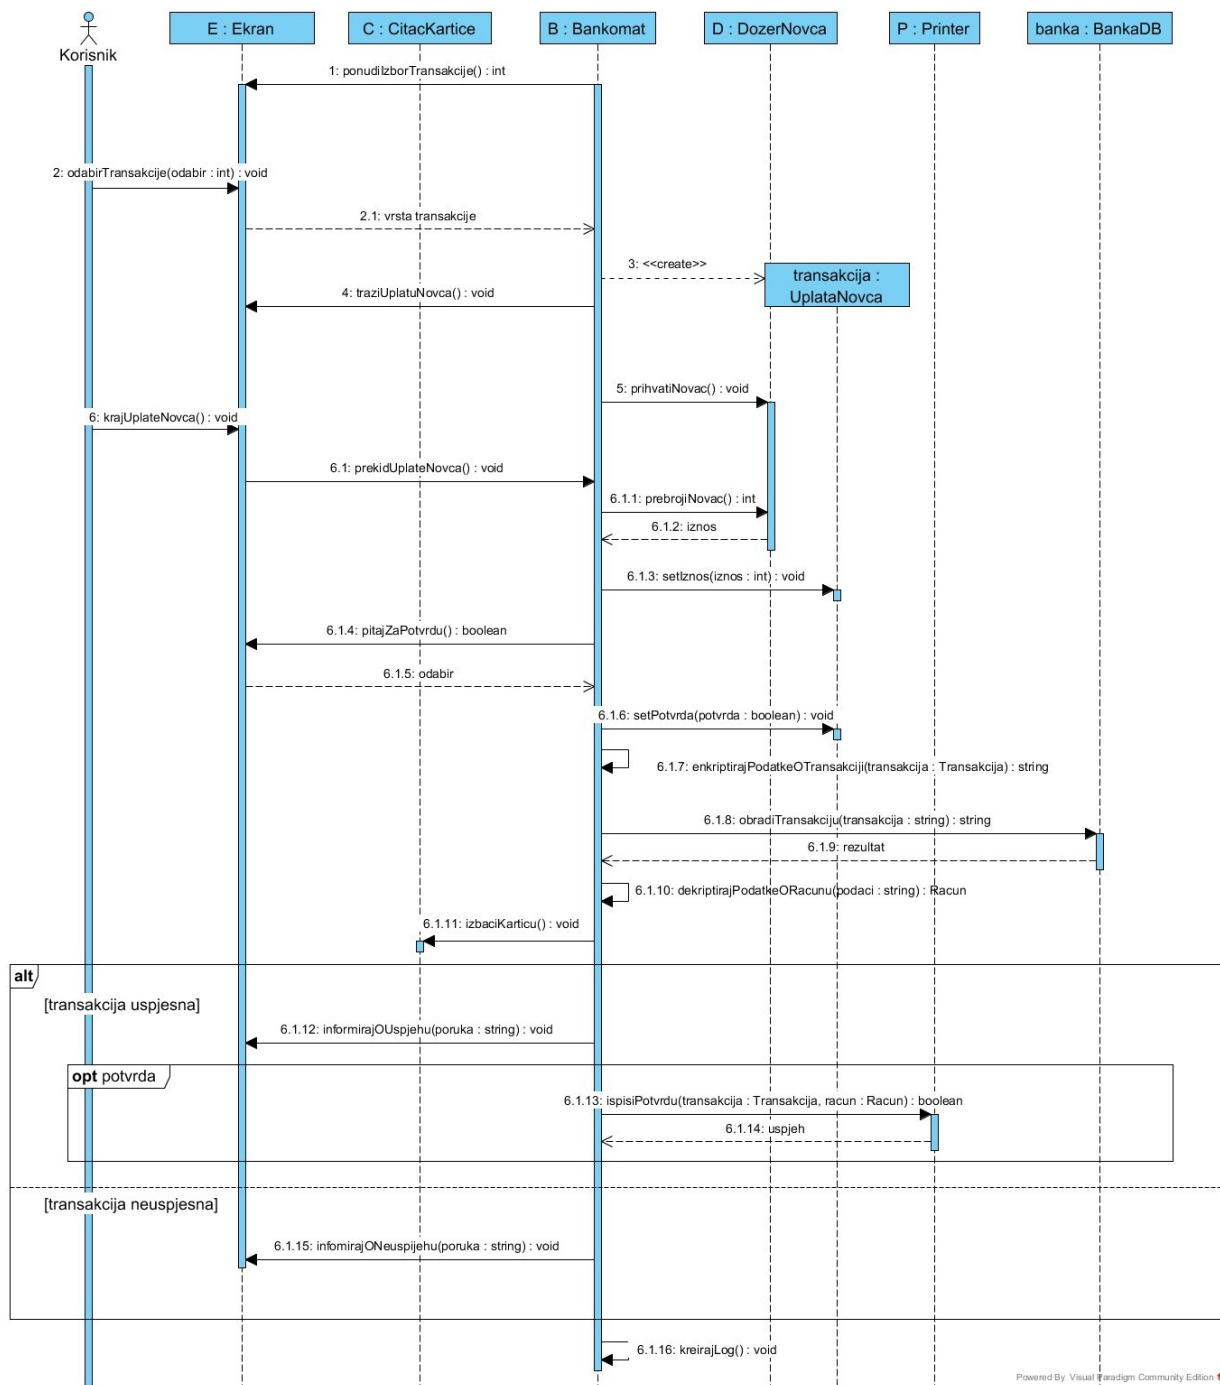 E : Ekran
C : CitacKartice
B : Bankomat
D : DozerNovca
P : Printer
banka : BankaDB
Korisnik
1: ponudiIzborTransakcije() : int
2: odabirTransakcije(odabir : int) : void
2.1: vrsta transakcije
3: <<create>>
transakcija :
UplataNovca
4: traziUplatuNovca() : void
5: prihvatiNovac() : void
6: krajUplateNovca() : void
6.1: prekidUplateNovca() : void
6.1.1: prebrojiNovac() : int
6.1.2: iznos
6.1.3: setIznos(iznos : int) : void
6.1.4: pitajZaPotvrdu() : boolean
6.1.5: odabir
6.1.6: setPotvrda(potvrda : boolean) : void
6.1.7: enkriptirajPodatkeOTransakciji(transakcija : Transakcija) : string
6.1.8: obradiTransakciju(transakcija : string) : string
6.1.9: rezultat
6.1.10: dekriptirajPodatkeORacunu(podaci : string) : Racun
6.1.11: izbaciKarticu() : void
alt
[transakcija uspjesna]
6.1.12: informirajOUspjehu(poruka : string) : void
opt potvrda
6.1.13: ispisiPotvrdu(transakcija : Transakcija, racun : Racun) : boolean
6.1.14: uspjeh
[transakcija neuspjesna]
6.1.15: infomirajONeuspijehu(poruka : string) : void
6.1.16: kreirajLog() : void
Powered By Visual Paradigm Community Edition